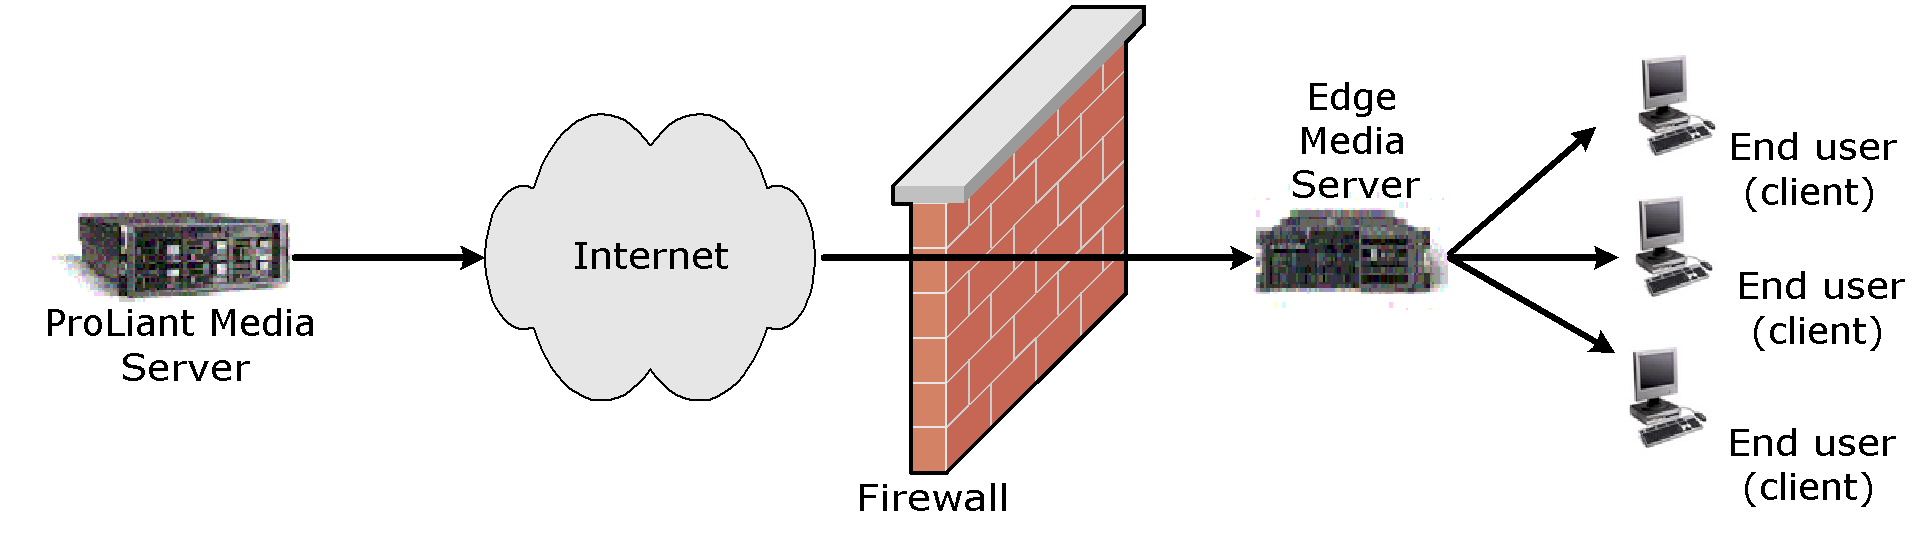 ProLiant Media
Server
Internet
Firewall
Edge
Media
Server
End user
(client)
End user
(client)
End user
(client)